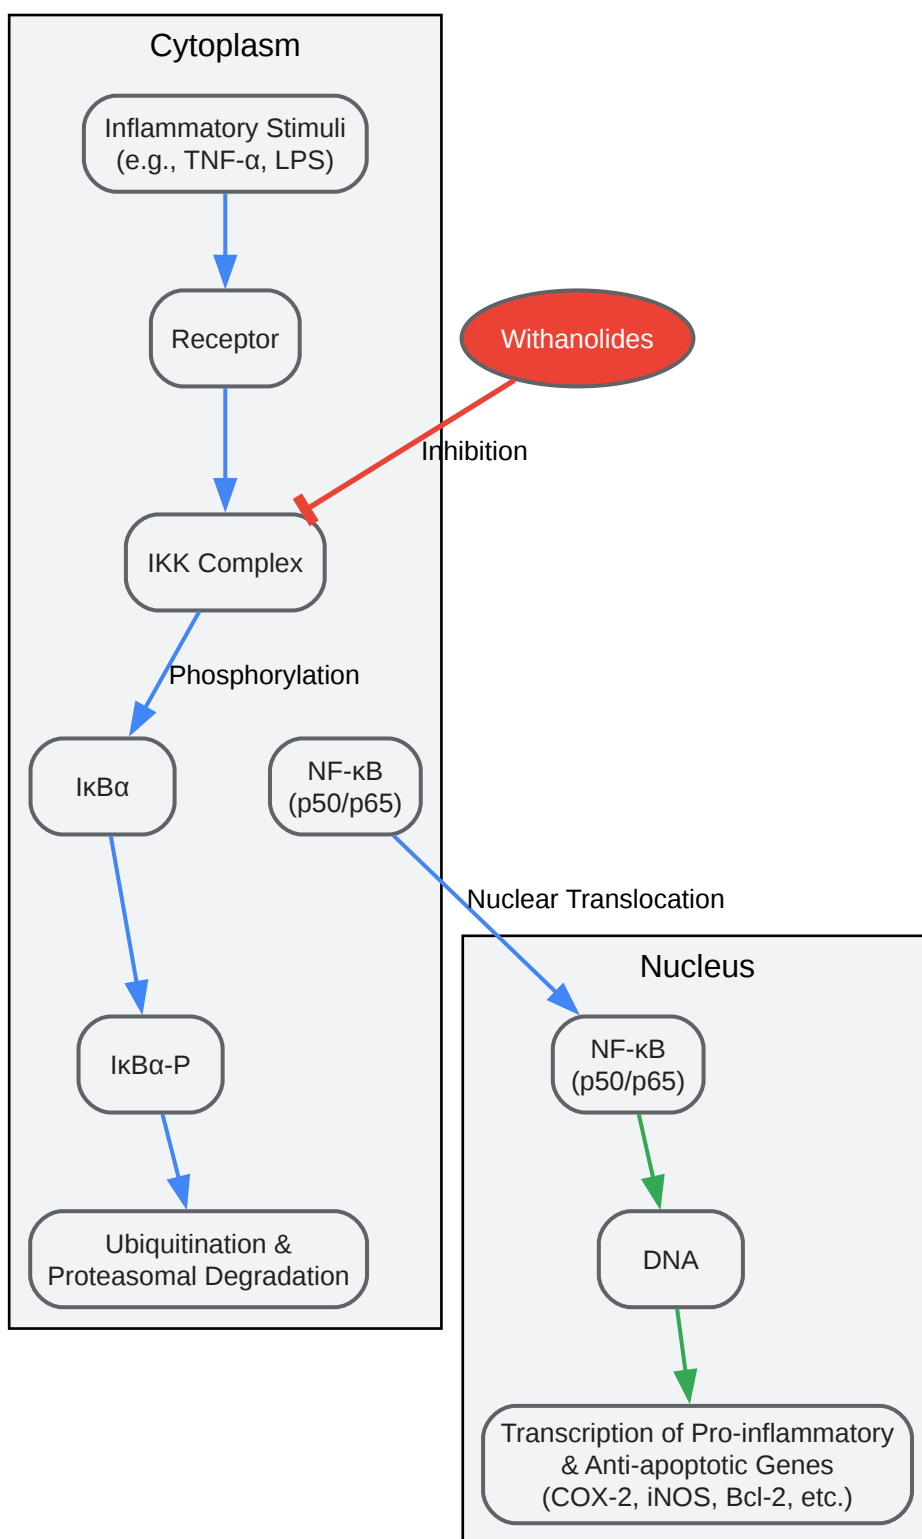 Cytoplasm
Inflammatory Stimuli
(e.g., TNF-α, LPS)
Receptor
Withanolides
Inhibition
IKK Complex
Phosphorylation
IκBα
NF-κB
(p50/p65)
Nuclear Translocation
Nucleus
IκBα-P
NF-κB
(p50/p65)
Ubiquitination &
Proteasomal Degradation
DNA
Transcription of Pro-inflammatory
& Anti-apoptotic Genes
(COX-2, iNOS, Bcl-2, etc.)